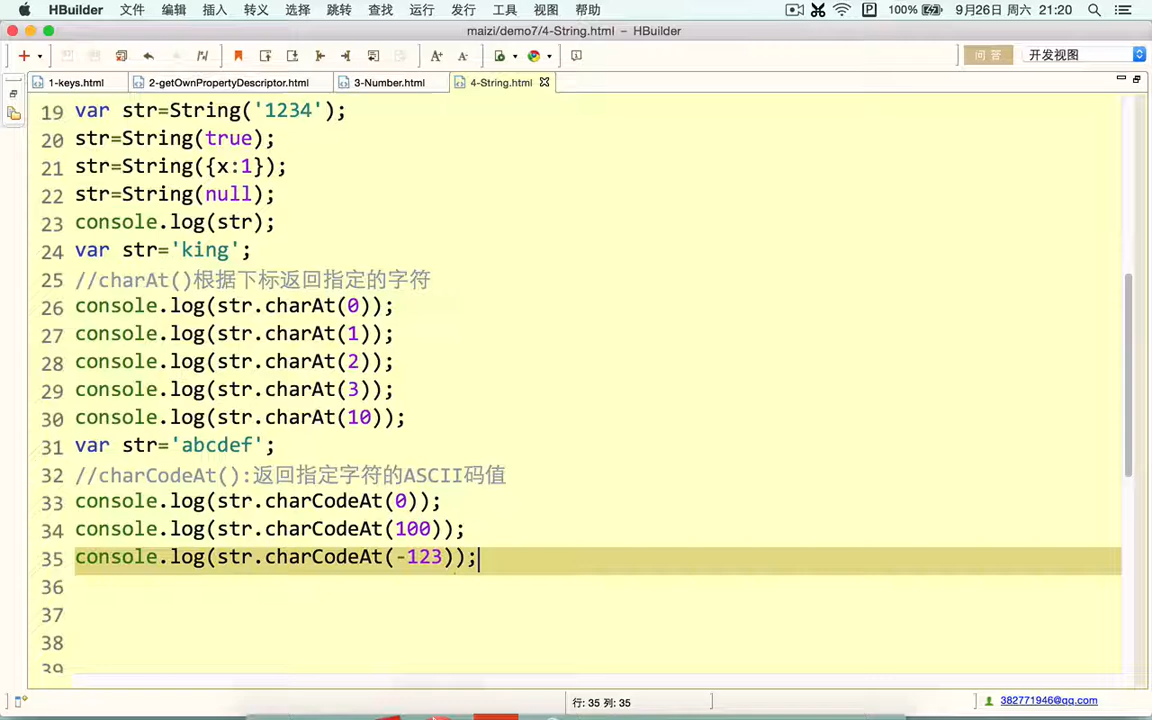 HBuilder 文件 编辑 插入 转义 选择 跳转 查找 运行 发行 工具 视图 帮助 100% 9月26日 周六 21:20
maizi/demo7/4-String.html – HBuilder
A+ A- 问答 开发视图
1-keys.html 2-getOwnPropertyDescriptor.html 3-Number.html 4-String.html
19 var str=String('1234');
20 str=String(true);
21 str=String({x:1});
22 str=String(null);
23 console.log(str);
24 var str='king';
25 //charAt()根据下标返回指定的字符
26 console.log(str.charAt(0));
27 console.log(str.charAt(1));
28 console.log(str.charAt(2));
29 console.log(str.charAt(3));
30 console.log(str.charAt(10));
31 var str='abcdef';
32 //charCodeAt():返回指定字符的ASCII码值
33 console.log(str.charCodeAt(0));
34 console.log(str.charCodeAt(100));
35 console.log(str.charCodeAt(-123));
36
37
38
39
行: 35 列: 35 382771946@qq.com